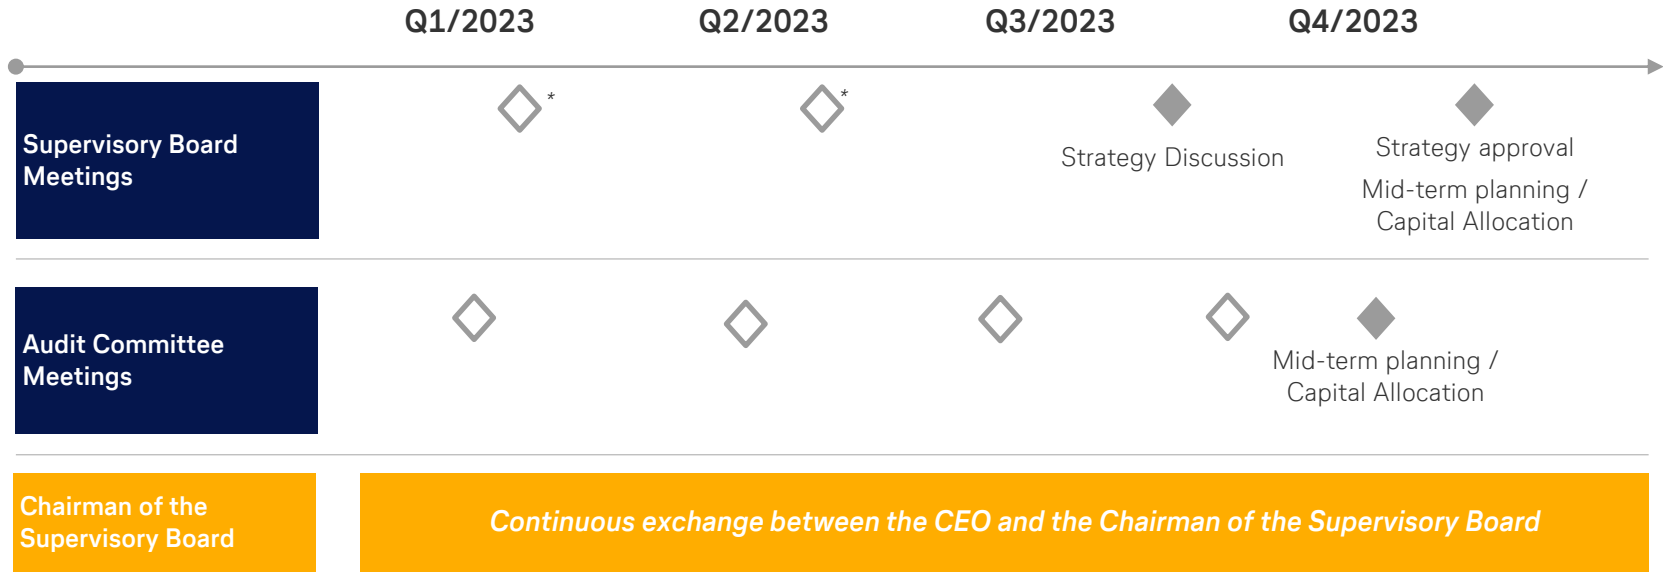 Q1/2023 Q2/2023 Q3/2023 Q4/2023
Supervisory Board
Meetings
*
*
Strategy Discussion
Strategy approval
Mid-term planning /
Capital Allocation
Audit Committee
Meetings
Mid-term planning /
Capital Allocation
Chairman of the
Supervisory Board
Continuous exchange between the CEO and the Chairman of the Supervisory Board